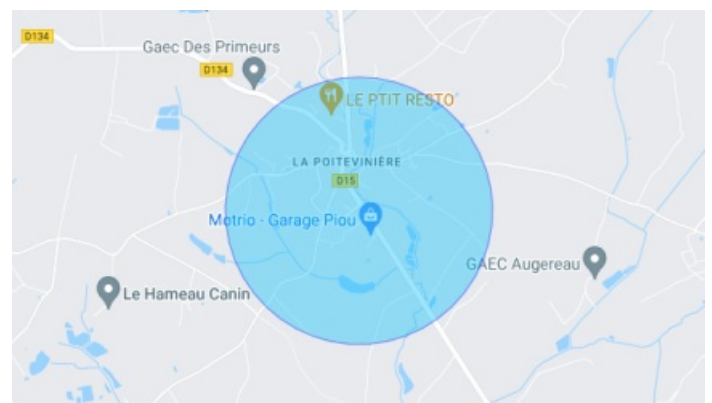 D134
Gaec Des Primeurs
D134
LE PTIT RESTO
LA POITEVINIÈRE
D15
Motrio - Garage Piou
GAEC Augereau
Le Hameau Canin